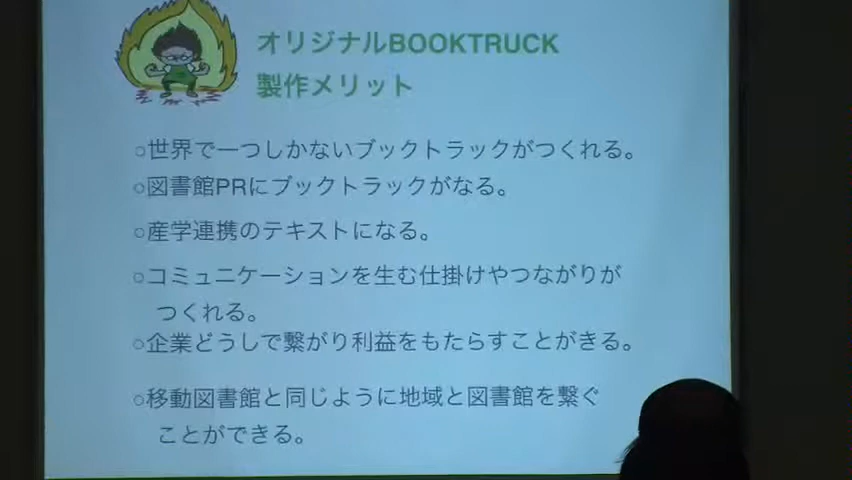 オリジナルBOOKTRUCK
製作メリット
○世界で一つしかないブックトラックがつくれる。
○図書館PRにブックトラックがなる。
○産学連携のテキストになる。
○コミュニケーションを生む仕掛けやつながりが
つくれる。
○企業どうしで繋がり利益をもたらすことがきる。
○移動図書館と同じように地域と図書館を繋ぐ
ことができる。